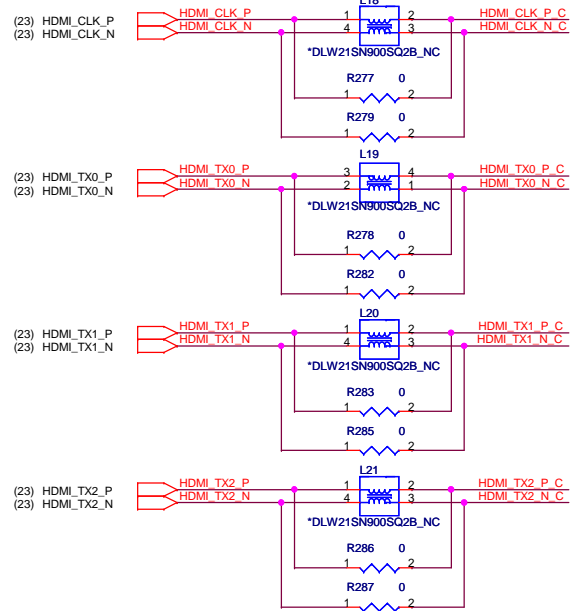 L18
(23) HDMI_CLK_P HDMI_CLK_P 1 2 HDMI_CLK_P_C
(23) HDMI_CLK_N HDMI_CLK_N 4 3 HDMI_CLK_N_C
*DLW21SN900SQ2B_NC
R277 0
1 2
R279 0
1 2
L19
(23) HDMI_TX0_P HDMI_TX0_P 3 4 HDMI_TX0_P_C
(23) HDMI_TX0_N HDMI_TX0_N 2 1 HDMI_TX0_N_C
*DLW21SN900SQ2B_NC
R278 0
1 2
R282 0
1 2
L20
(23) HDMI_TX1_P HDMI_TX1_P 1 2 HDMI_TX1_P_C
(23) HDMI_TX1_N HDMI_TX1_N 4 3 HDMI_TX1_N_C
*DLW21SN900SQ2B_NC
R283 0
1 2
R285 0
1 2
L21
(23) HDMI_TX2_P HDMI_TX2_P 1 2 HDMI_TX2_P_C
(23) HDMI_TX2_N HDMI_TX2_N 4 3 HDMI_TX2_N_C
*DLW21SN900SQ2B_NC
R286 0
1 2
R287 0
1 2